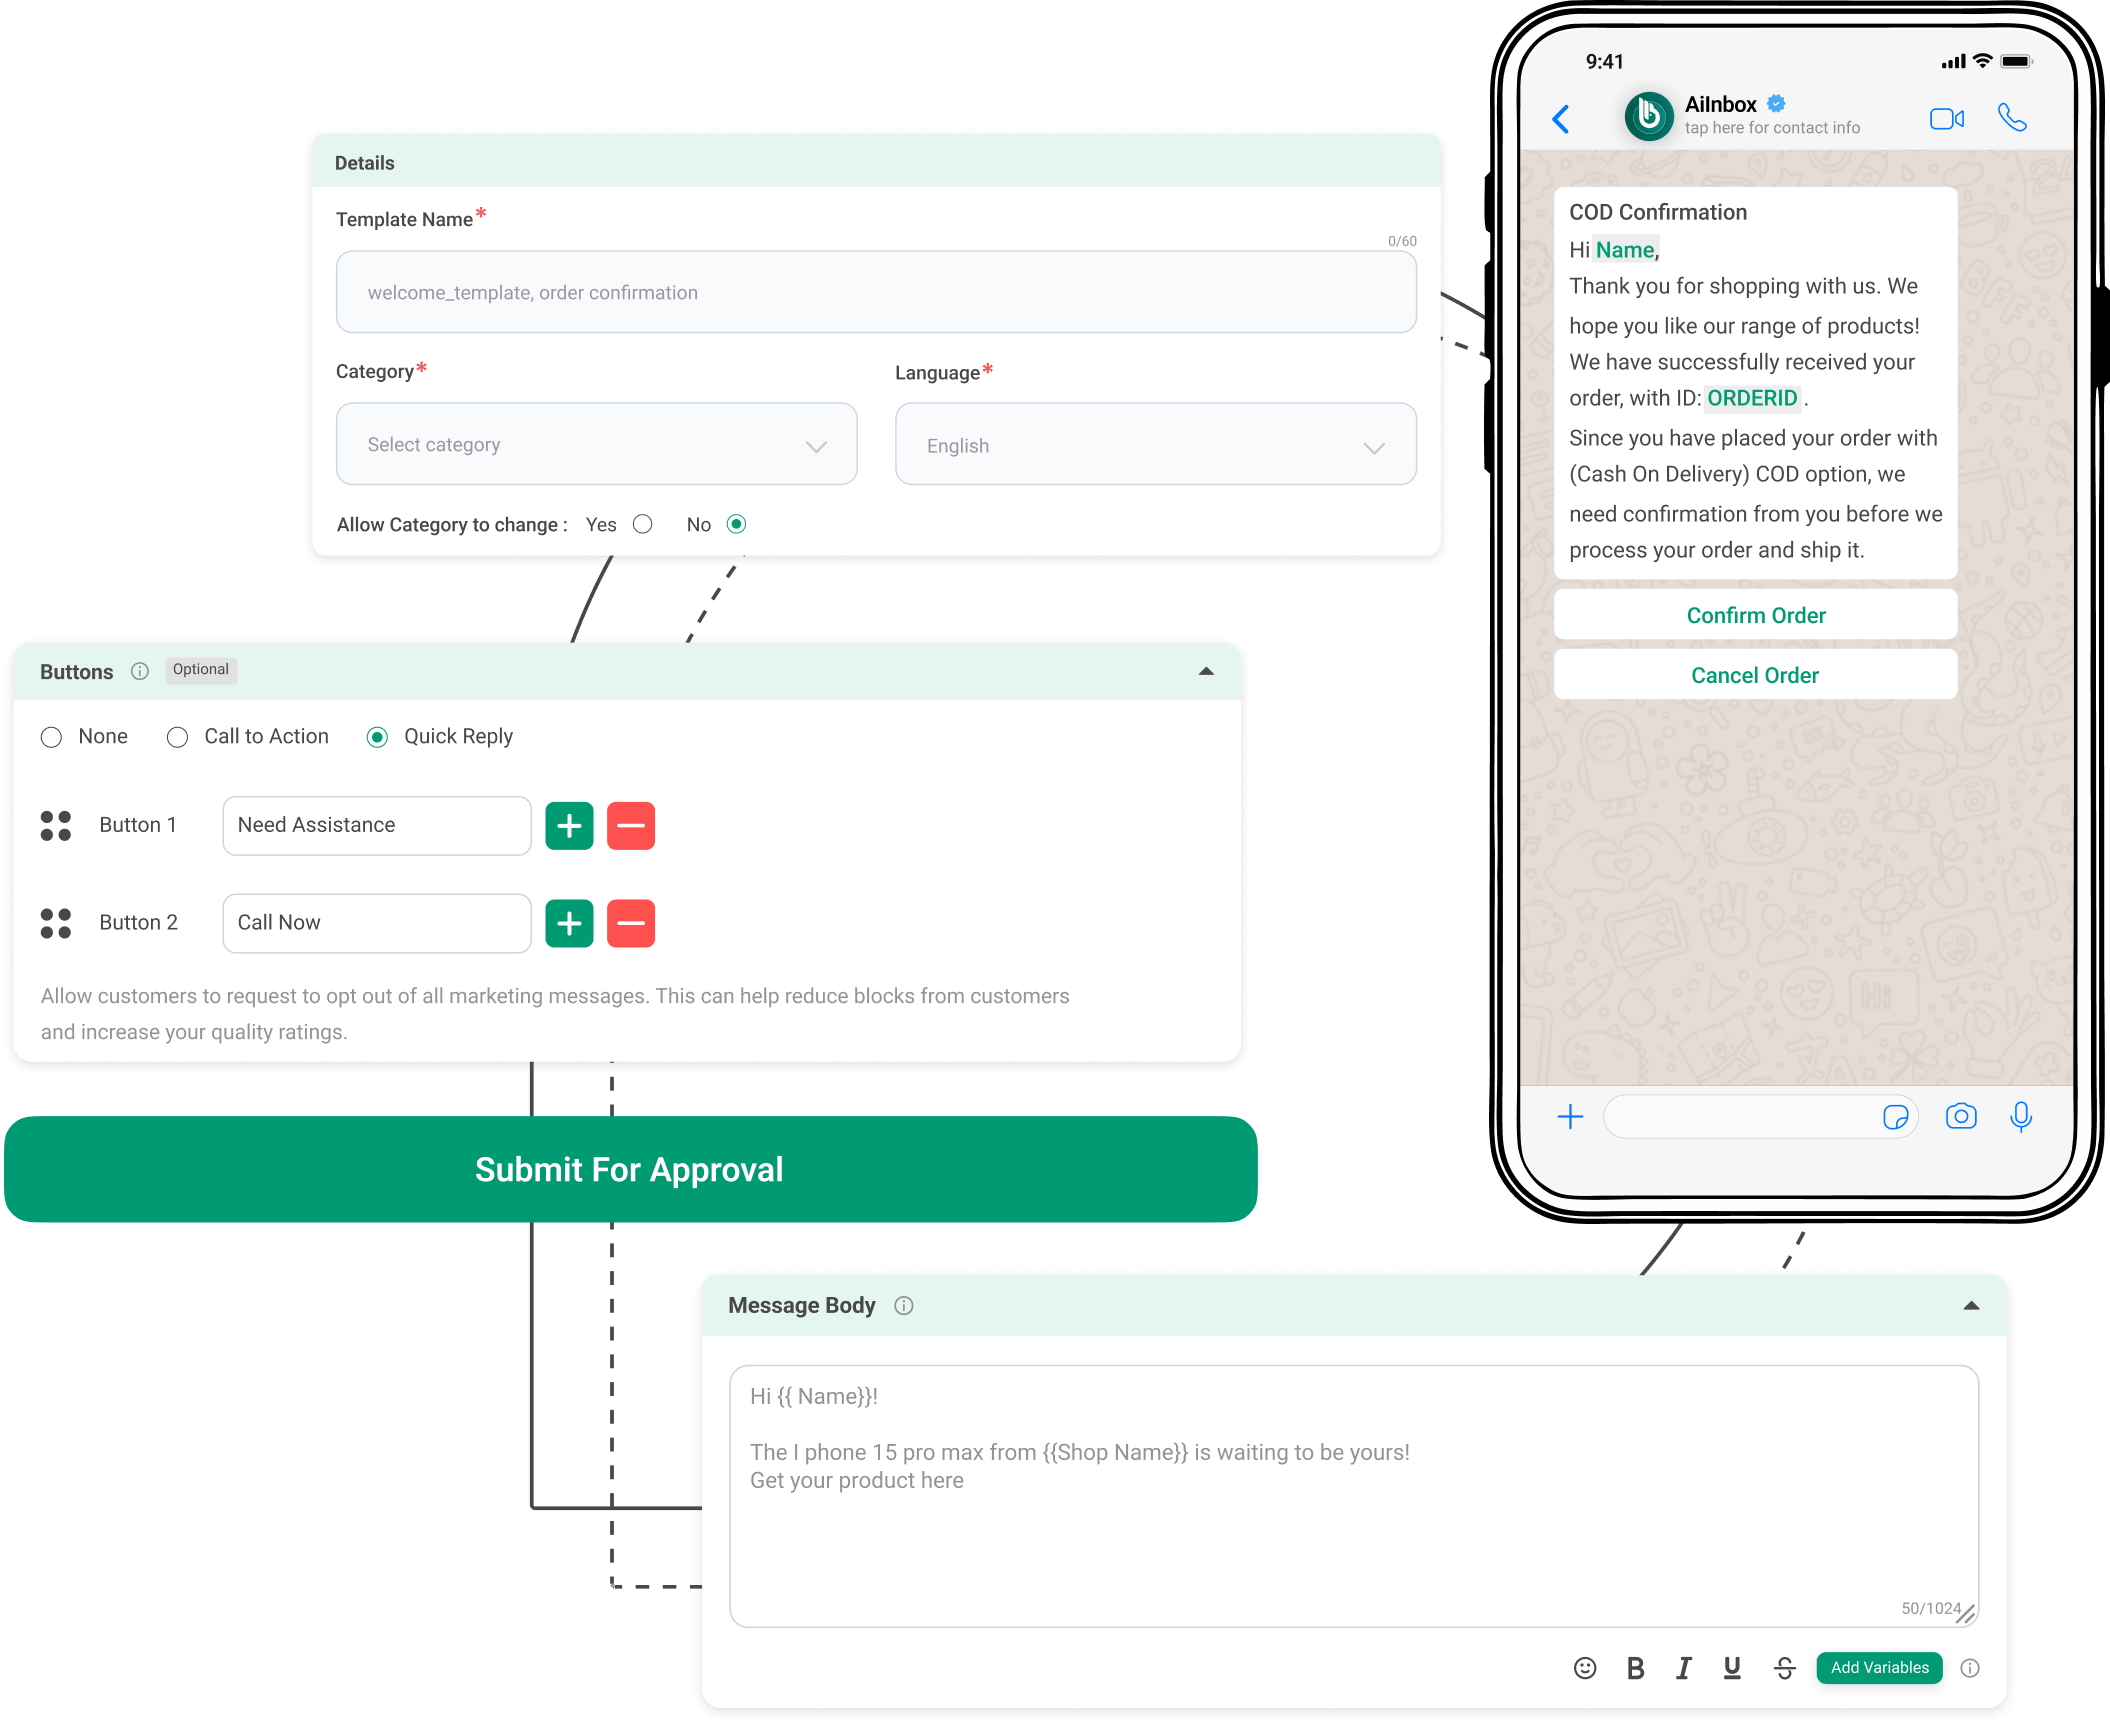 Details
Template Name*
0/60
welcome_template, order confirmation
Category*
Language*
Select category
English
Allow Category to change : Yes No
Buttons Optional
None Call to Action Quick Reply
Button 1 Need Assistance
Button 2 Call Now
Allow customers to request to opt out of all marketing messages. This can help reduce blocks from customers
and increase your quality ratings.
Submit For Approval
9:41
AiInbox
tap here for contact info
COD Confirmation
Hi Name,
Thank you for shopping with us. We
hope you like our range of products!
We have successfully received your
order, with ID: ORDERID .
Since you have placed your order with
(Cash On Delivery) COD option, we
need confirmation from you before we
process your order and ship it.
Confirm Order
Cancel Order
Hi
Message Body
Hi {{ Name}}!
The I phone 15 pro max from {{Shop Name}} is waiting to be yours!
Get your product here
50/1024
B I U S Add Variables